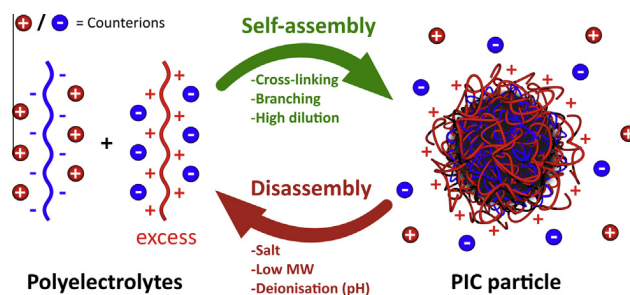 + / - = Counterions
Self-assembly
-Cross-linking
-Branching
-High dilution
+
excess
Disassembly
-Salt
-Low MW
-Deionisation (pH)
Polyelectrolytes
PIC particle